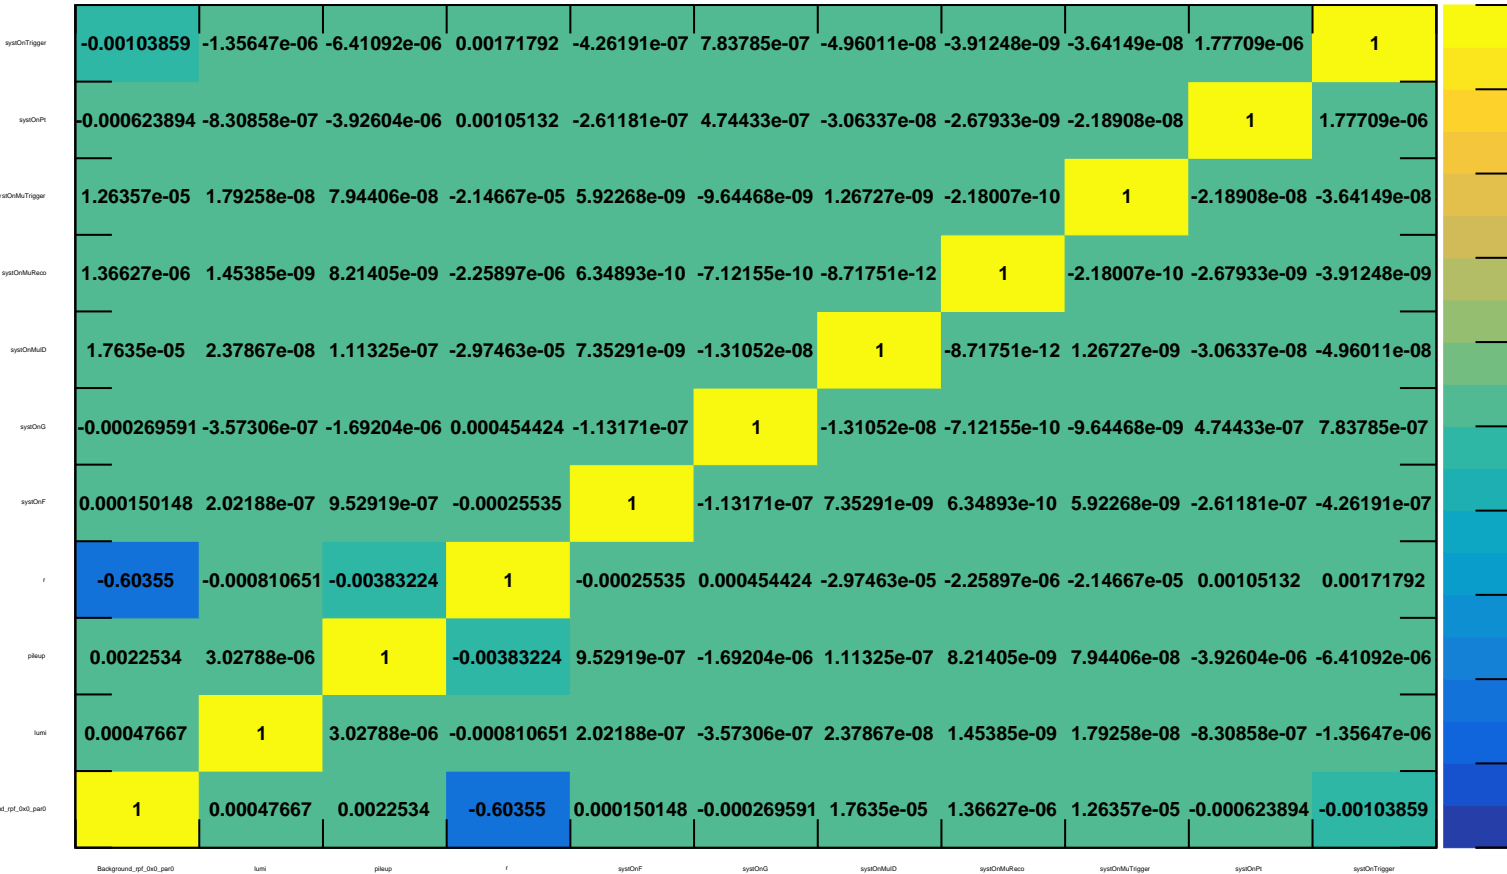 systOnTrigger -0.00103859 -1.35647e-06 -6.41092e-06 0.00171792 -4.26191e-07 7.83785e-07 -4.96011e-08 -3.91248e-09 -3.64149e-08 1.77709e-06 1
systOnPt -0.000623894 -8.30858e-07 -3.92604e-06 0.00105132 -2.61181e-07 4.74433e-07 -3.06337e-08 -2.67933e-09 -2.18908e-08 1 1.77709e-06
ystOnMuTrigger 1.26357e-05 1.79258e-08 7.94406e-08 -2.14667e-05 5.92268e-09 -9.64468e-09 1.26727e-09 -2.18007e-10 1 -2.18908e-08 -3.64149e-08
systOnMuReco 1.36627e-06 1.45385e-09 8.21405e-09 -2.25897e-06 6.34893e-10 -7.12155e-10 -8.71751e-12 1 -2.18007e-10 -2.67933e-09 -3.91248e-09
systOnMuID 1.7635e-05 2.37867e-08 1.11325e-07 -2.97463e-05 7.35291e-09 -1.31052e-08 1 -8.71751e-12 1.26727e-09 -3.06337e-08 -4.96011e-08
systOnG -0.000269591 -3.57306e-07 -1.69204e-06 0.000454424 -1.13171e-07 1 -1.31052e-08 -7.12155e-10 -9.64468e-09 4.74433e-07 7.83785e-07
systOnF 0.000150148 2.02188e-07 9.52919e-07 -0.00025535 1 -1.13171e-07 7.35291e-09 6.34893e-10 5.92268e-09 -2.61181e-07 -4.26191e-07
r -0.60355 -0.000810651 -0.00383224 1 -0.00025535 0.000454424 -2.97463e-05 -2.25897e-06 -2.14667e-05 0.00105132 0.00171792
pileup 0.0022534 3.02788e-06 1 -0.00383224 9.52919e-07 -1.69204e-06 1.11325e-07 8.21405e-09 7.94406e-08 -3.92604e-06 -6.41092e-06
lumi 0.00047667 1 3.02788e-06 -0.000810651 2.02188e-07 -3.57306e-07 2.37867e-08 1.45385e-09 1.79258e-08 -8.30858e-07 -1.35647e-06
d_rpf_0x0_par0 1 0.00047667 0.0022534 -0.60355 0.000150148 -0.000269591 1.7635e-05 1.36627e-06 1.26357e-05 -0.000623894 -0.00103859
Background_rpf_0x0_par0 lumi pileup r systOnF systOnG systOnMuID systOnMuReco systOnMuTrigger systOnPt systOnTrigger